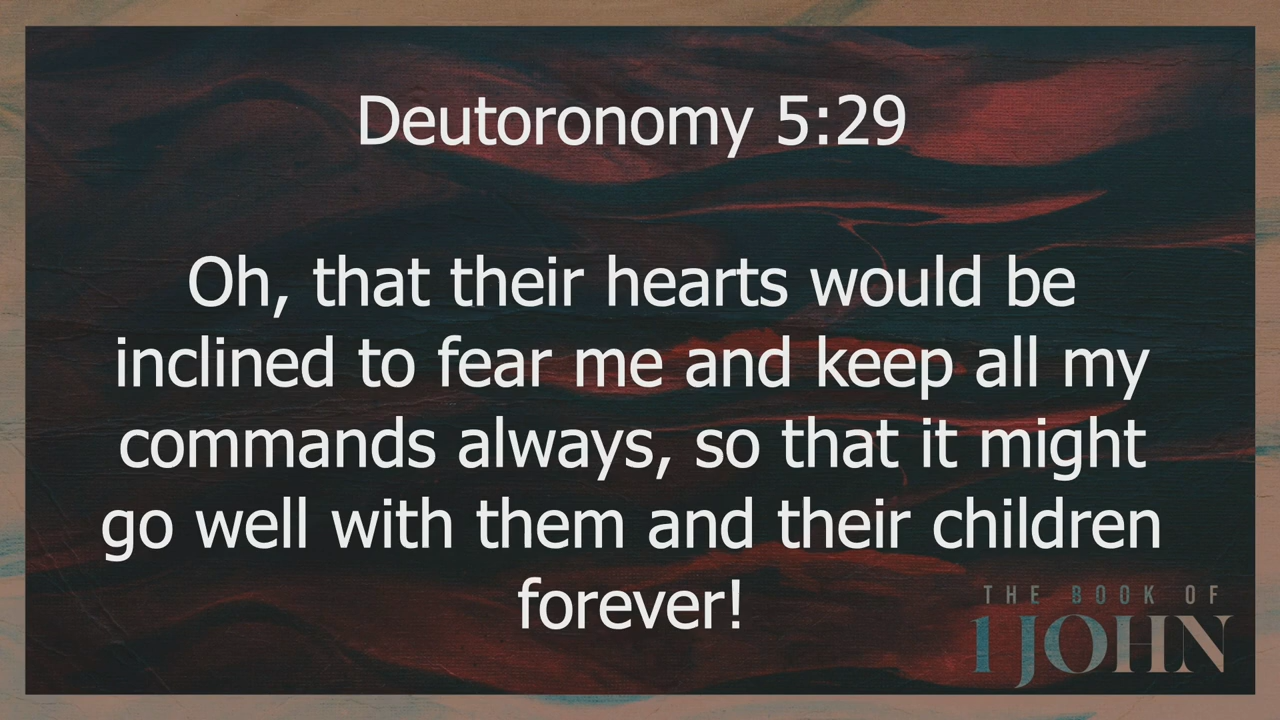 Deutoronomy 5:29
Oh, that their hearts would be
inclined to fear me and keep all my
commands always, so that it might
go well with them and their children
forever!
THE BOOK OF
1 JOHN